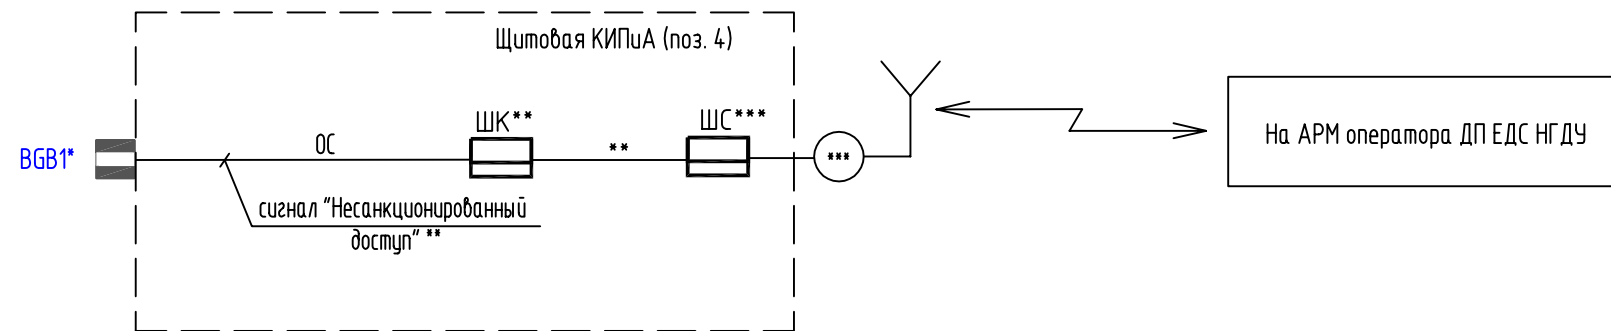 Щитовая КИПиА (поз. 4)
BGB1*
ОС
ШК**
**
ШС***
***
На АРМ оператора ДП ЕДС НГДУ
сигнал "Несанкционированный
доступ" **